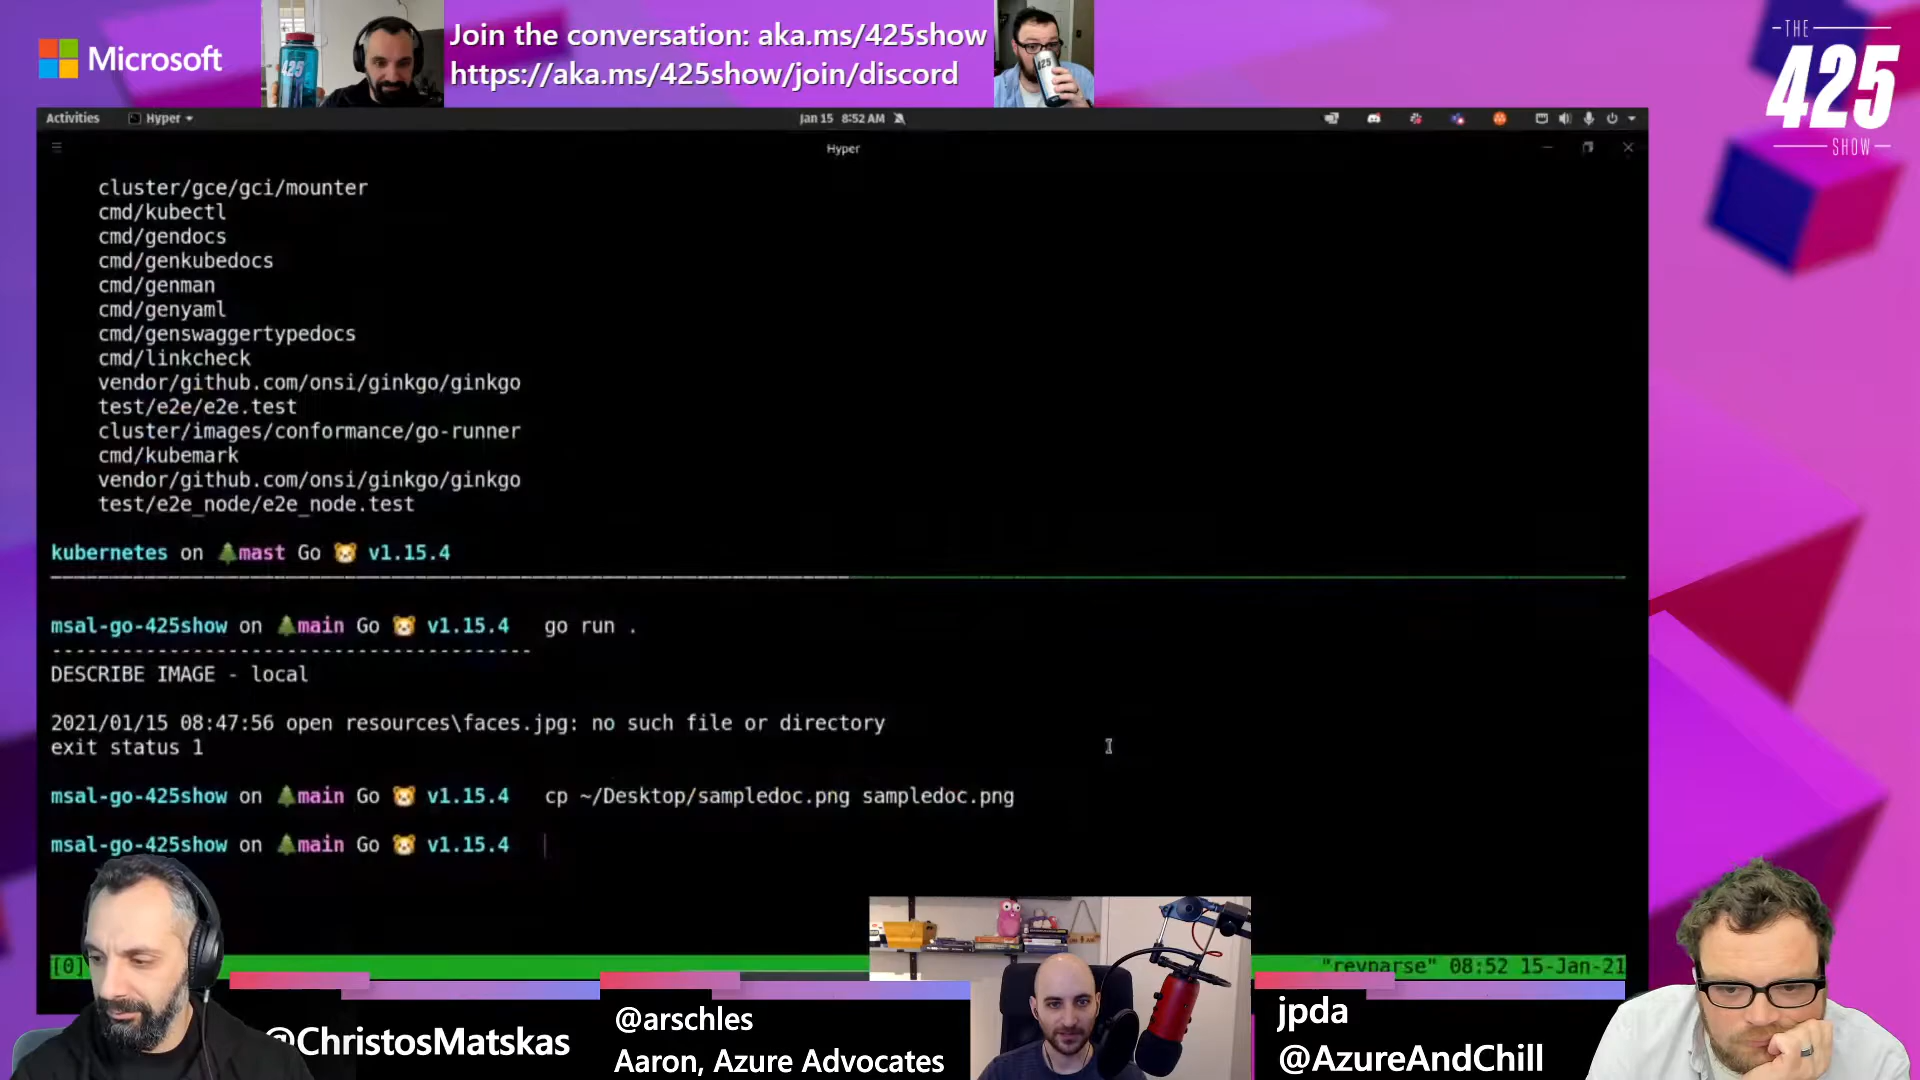 Microsoft
425
Join the conversation: aka.ms/425show
https://aka.ms/425show/join/discord
425
THE
425
SHOW
Activities
Hyper
Jan 15 8:52 AM
Hyper
cluster/gce/gci/mounter
cmd/kubectl
cmd/gendocs
cmd/genkubedocs
cmd/genman
cmd/genyaml
cmd/genswaggertypedocs
cmd/linkcheck
vendor/github.com/onsi/ginkgo/ginkgo
test/e2e/e2e.test
cluster/images/conformance/go-runner
cmd/kubemark
vendor/github.com/onsi/ginkgo/ginkgo
test/e2e_node/e2e_node.test
kubernetes on 🌲mast Go 🐹 v1.15.4
msal-go-425show on 🌲main Go 🐹 v1.15.4 go run .
-----------------------------------------
DESCRIBE IMAGE - local
2021/01/15 08:47:56 open resources\faces.jpg: no such file or directory
exit status 1
msal-go-425show on 🌲main Go 🐹 v1.15.4 cp ~/Desktop/sampledoc.png sampledoc.png
msal-go-425show on 🌲main Go 🐹 v1.15.4
[0] "revparse" 08:52 15-Jan-21
@ChristosMatskas
@arschles
Aaron, Azure Advocates
jpda
@AzureAndChill